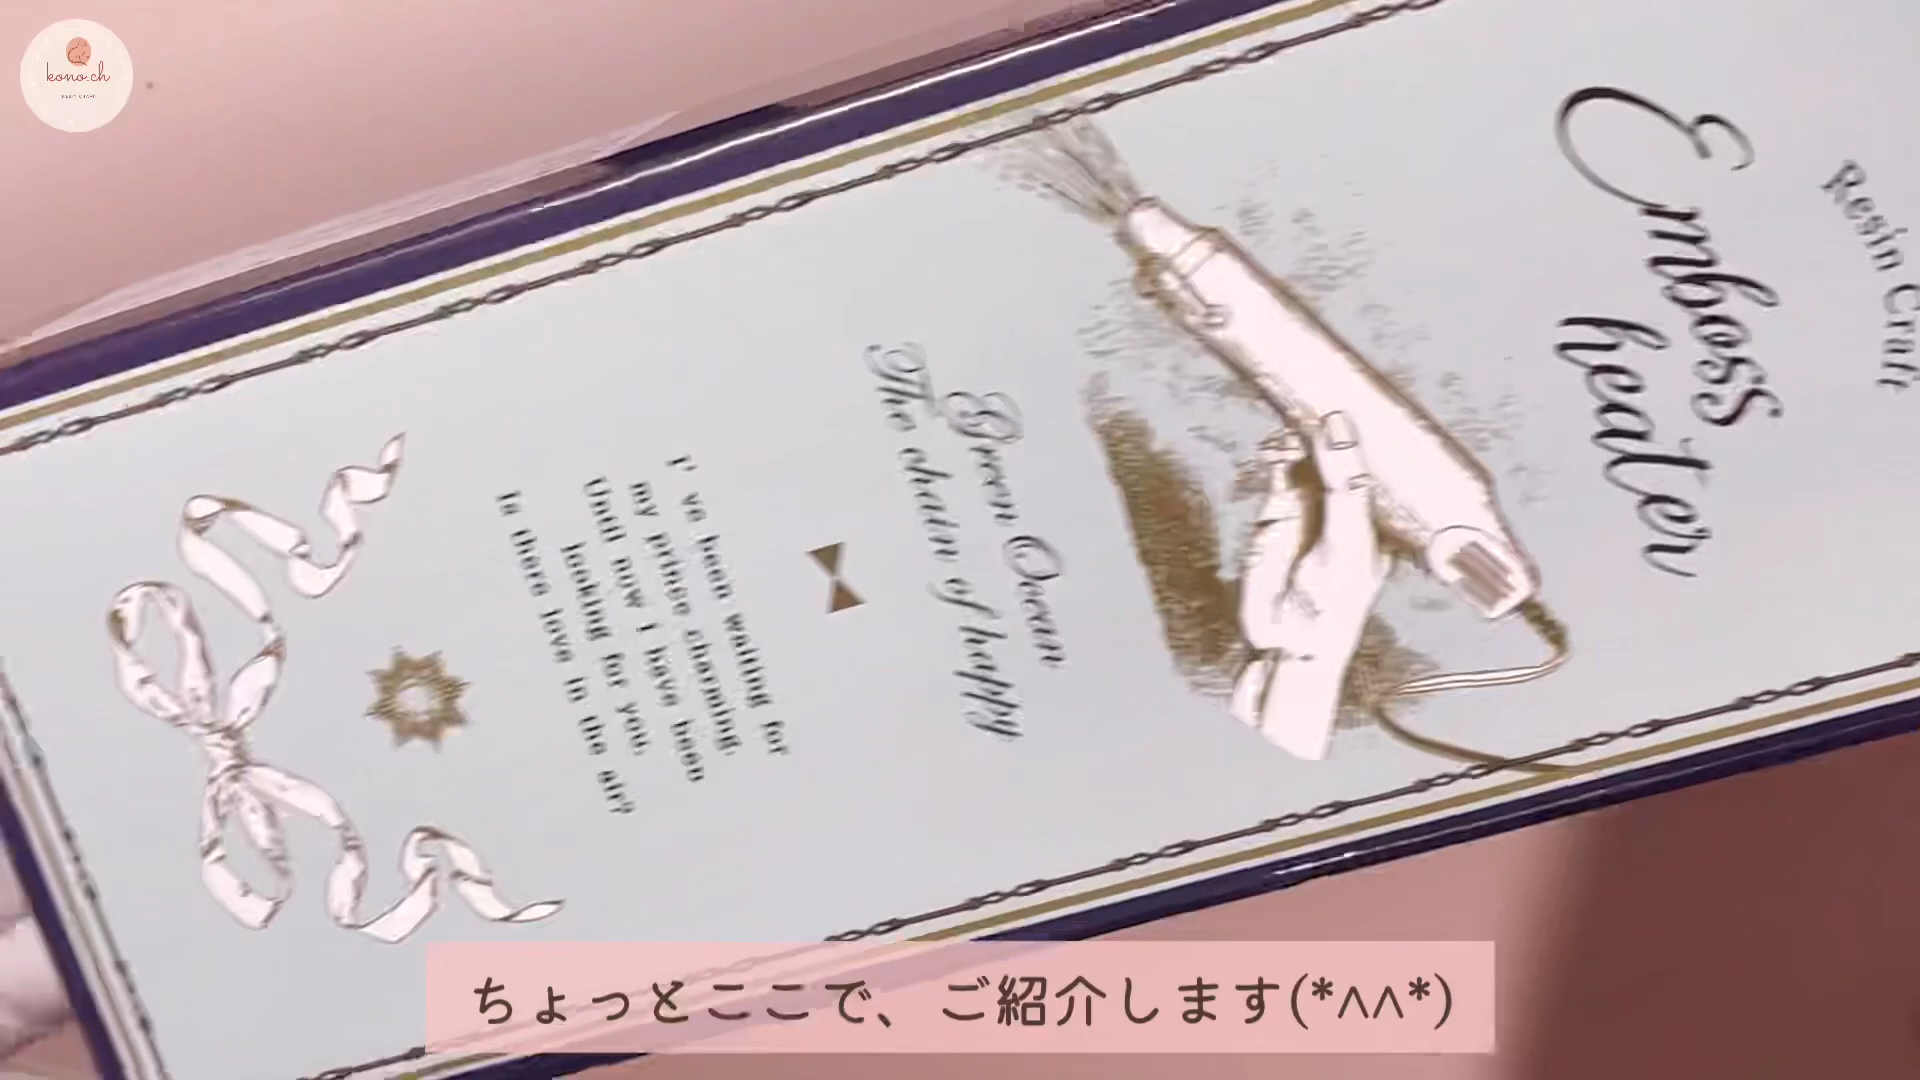 kono.ch
RESIN CRAFT
Resin Craft
Emboss
heater
Green Ocean
The chain of happy
I've been waiting for
my prince charming.
Until now I have been
looking for you.
Is there love in the air?
ちょっとここで、ご紹介します(*^^*)